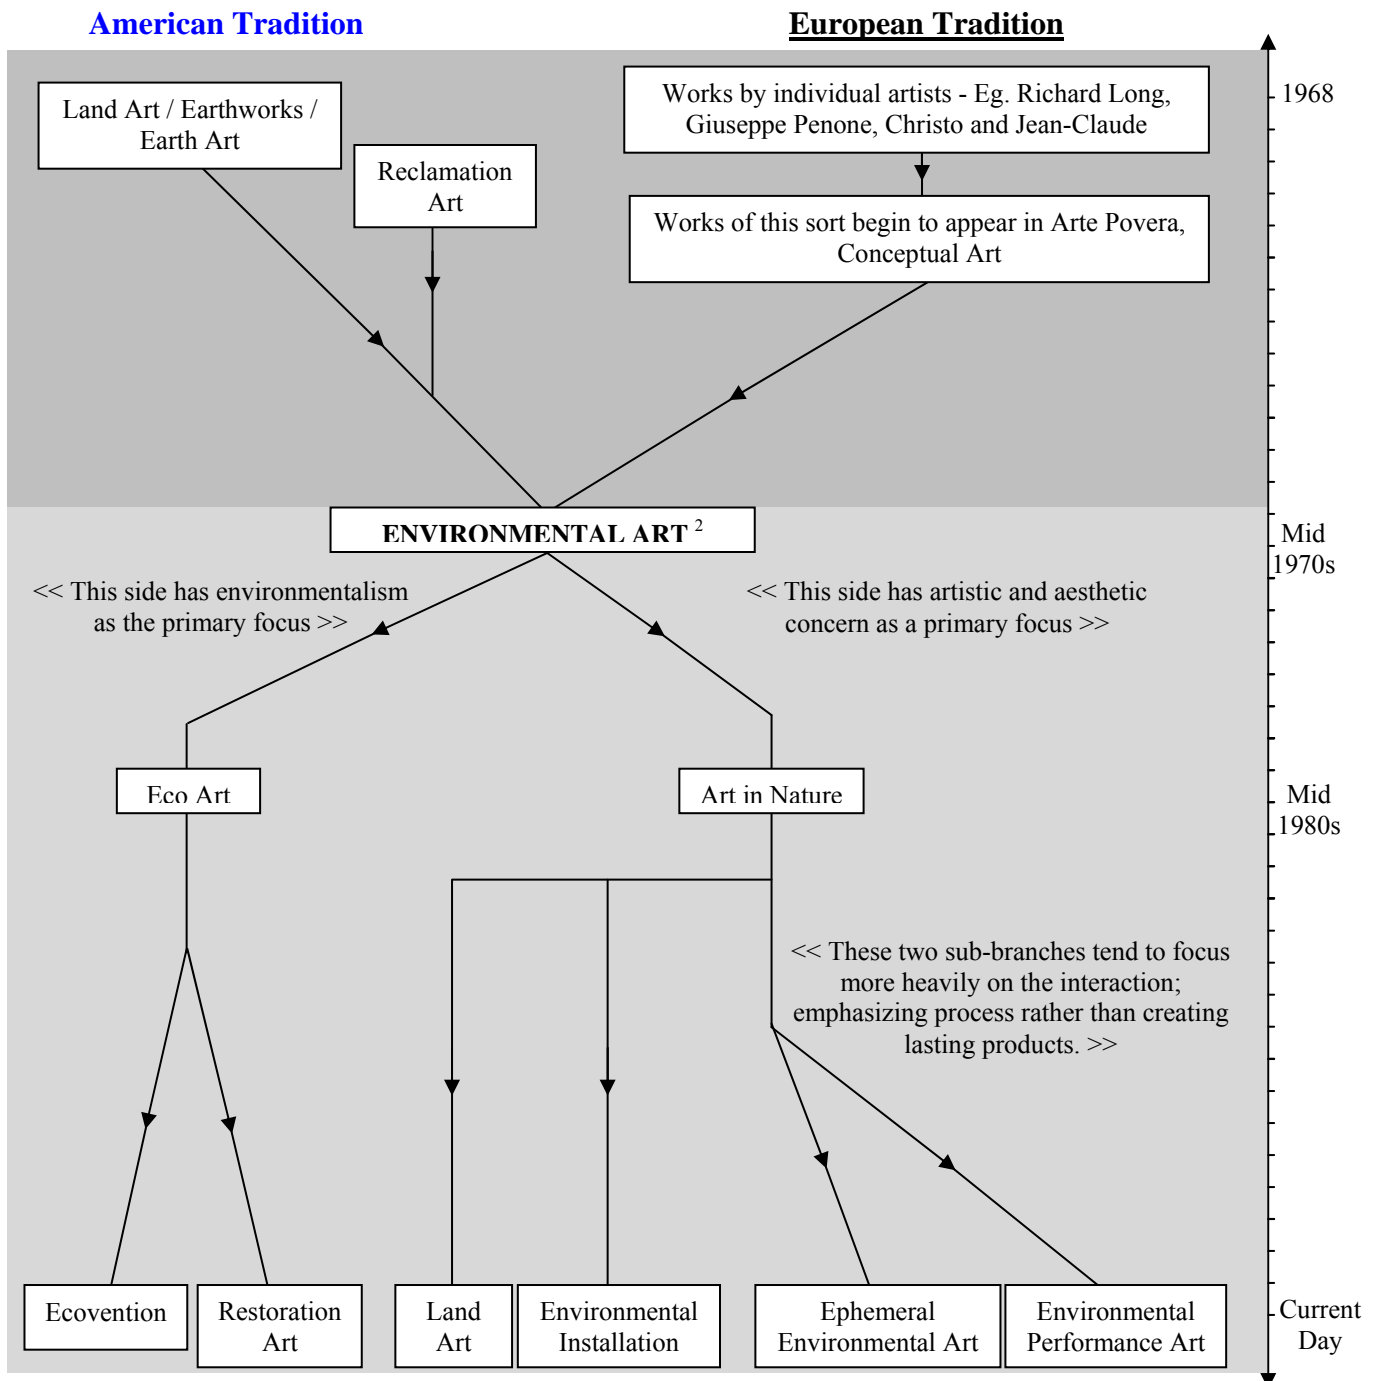 American Tradition
European Tradition
Land Art / Earthworks /
Earth Art
Reclamation
Art
Works by individual artists - Eg. Richard Long,
Giuseppe Penone, Christo and Jean-Claude
Works of this sort begin to appear in Arte Povera,
Conceptual Art
1968
ENVIRONMENTAL ART 2
Mid
1970s
<< This side has environmentalism
as the primary focus >>
<< This side has artistic and aesthetic
concern as a primary focus >>
Eco Art
Art in Nature
Mid
1980s
<< These two sub-branches tend to focus
more heavily on the interaction;
emphasizing process rather than creating
lasting products. >>
Ecovention
Restoration
Art
Land
Art
Environmental
Installation
Ephemeral
Environmental Art
Environmental
Performance Art
Current
Day